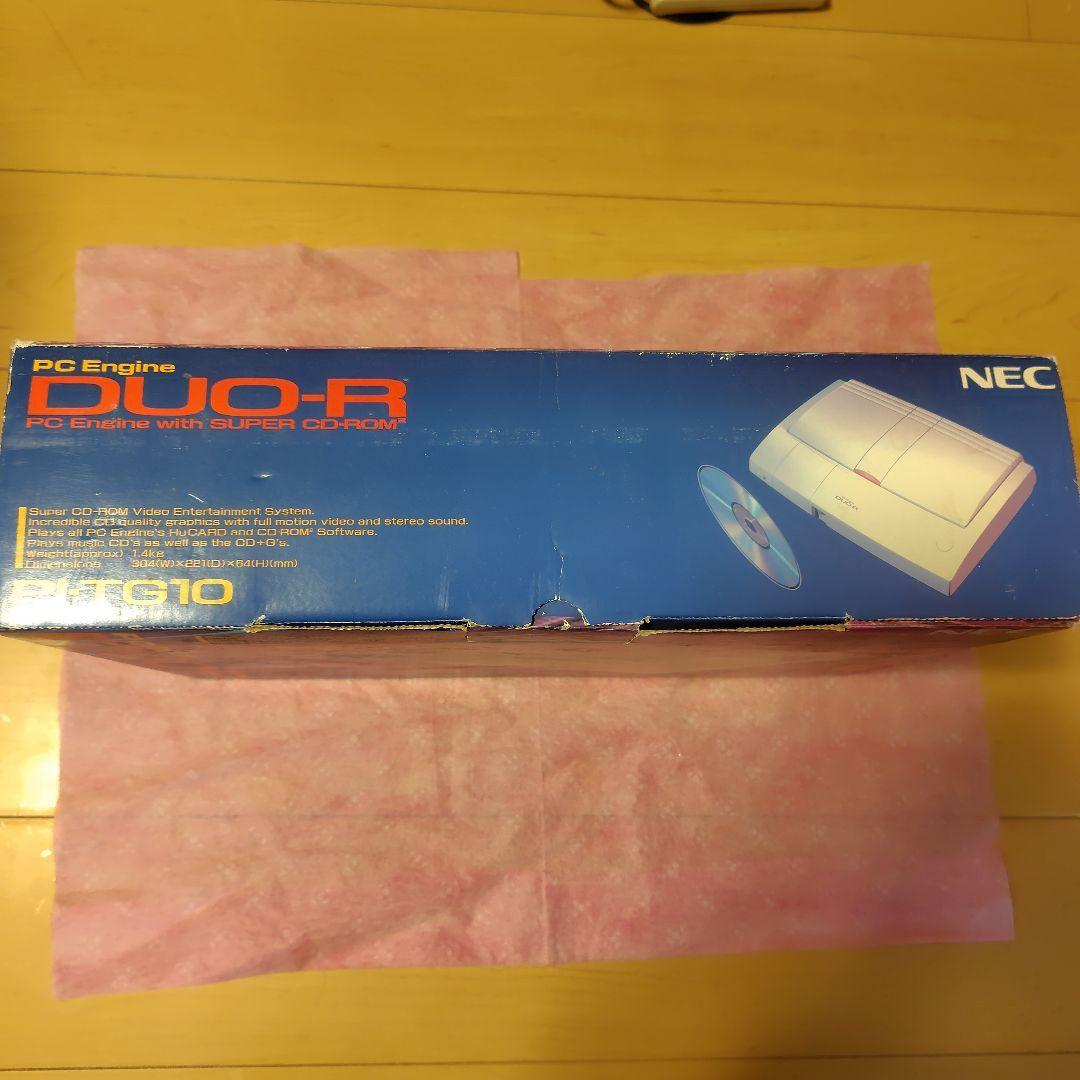 PC Engine
DUO-R
PC Engine with SUPER CD-ROM²
NEC
DUO-R
Super CD-ROM Video Entertainment System.
Incredible CD quality graphics with full motion video and stereo sound.
Plays all PC Engine's HuCARD and CD-ROM² Software.
Plays music CD's as well as the CD+G's.
Weight(approx) 1.4kg
Dimensions 304(W)×221(D)×64(H)(mm)
PI-TG10